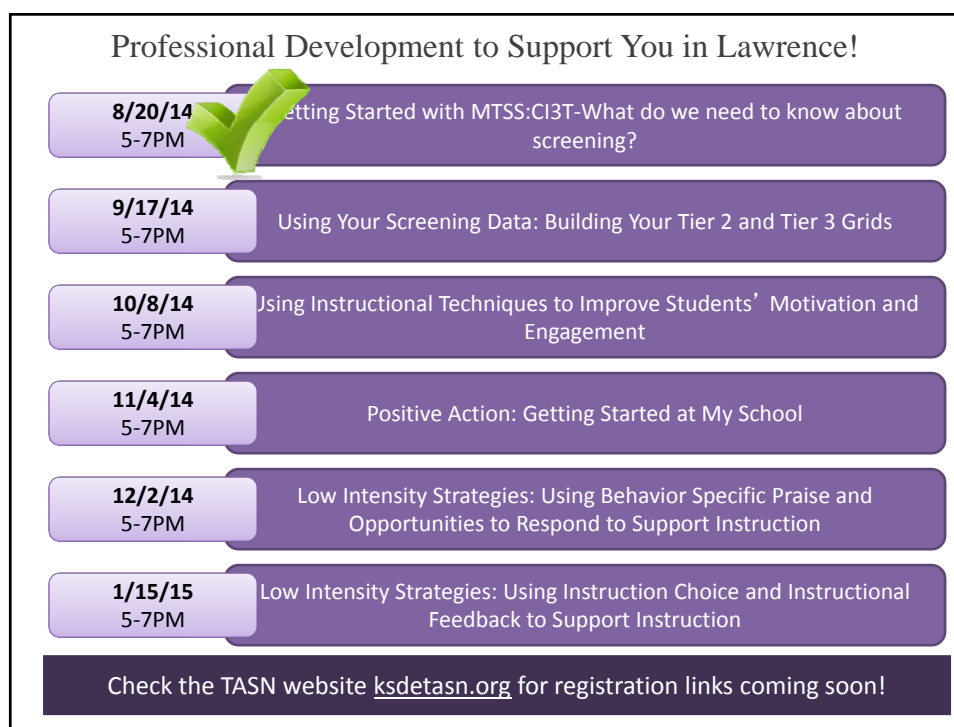 Professional Development to Support You in Lawrence!
8/20/14
5-7PM
etting Started with MTSS:CI3T-What do we need to know about
screening?
9/17/14
5-7PM
Using Your Screening Data: Building Your Tier 2 and Tier 3 Grids
10/8/14
5-7PM
Using Instructional Techniques to Improve Students’ Motivation and
Engagement
11/4/14
5-7PM
Positive Action: Getting Started at My School
12/2/14
5-7PM
Low Intensity Strategies: Using Behavior Specific Praise and
Opportunities to Respond to Support Instruction
1/15/15
5-7PM
Low Intensity Strategies: Using Instruction Choice and Instructional
Feedback to Support Instruction
Check the TASN website ksdetasn.org for registration links coming soon!